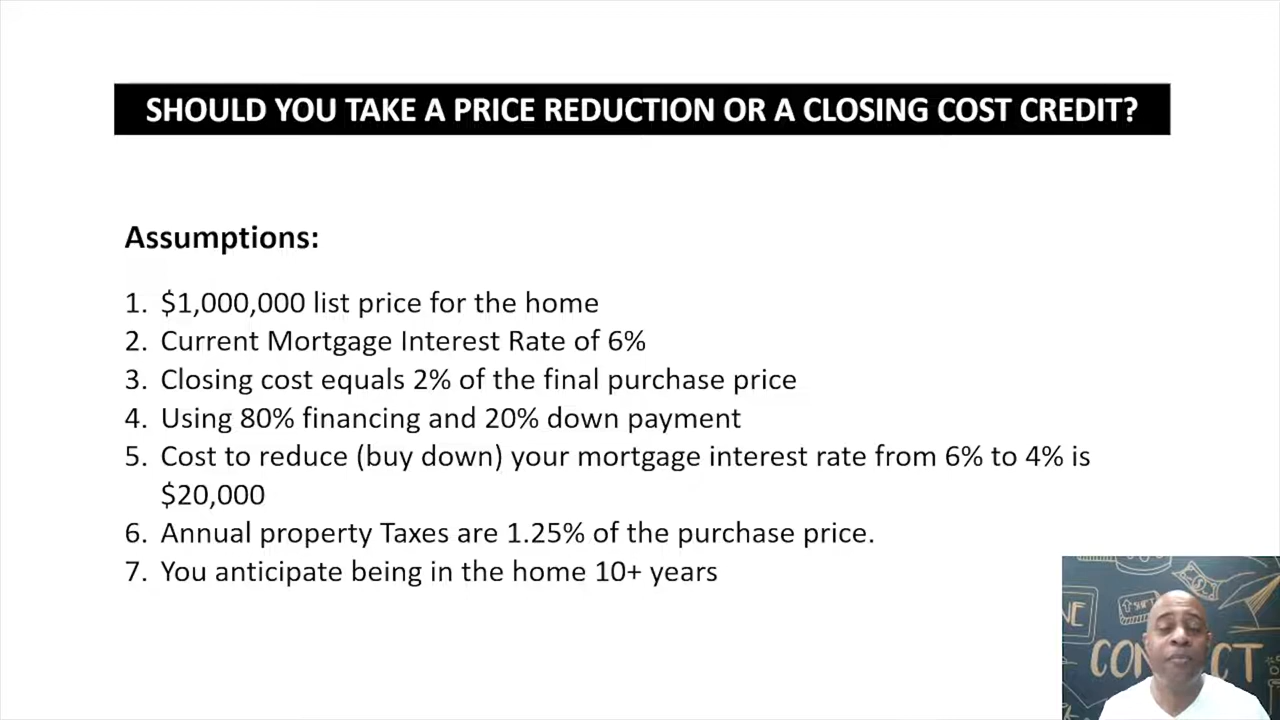 SHOULD YOU TAKE A PRICE REDUCTION OR A CLOSING COST CREDIT?
Assumptions:
1. $1,000,000 list price for the home
2. Current Mortgage Interest Rate of 6%
3. Closing cost equals 2% of the final purchase price
4. Using 80% financing and 20% down payment
5. Cost to reduce (buy down) your mortgage interest rate from 6% to 4% is
$20,000
6. Annual property Taxes are 1.25% of the purchase price.
7. You anticipate being in the home 10+ years
SHIFT